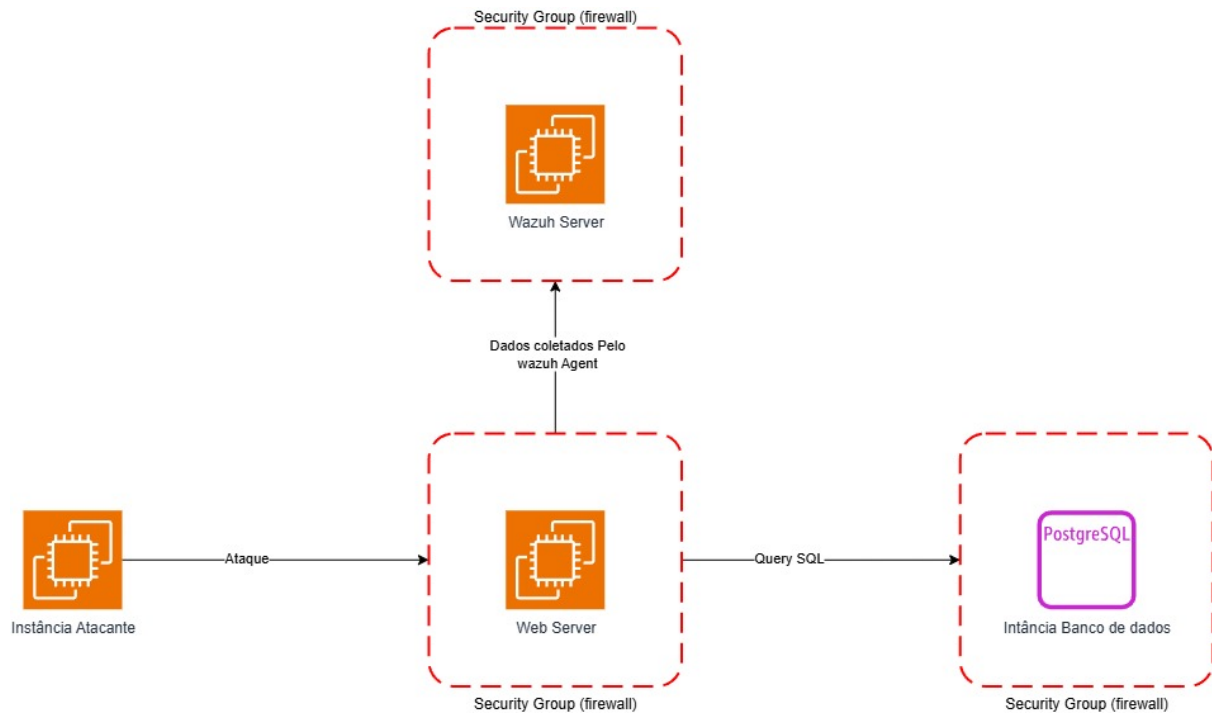 Security Group (firewall)
Wazuh Server
Dados coletados Pelo
wazuh Agent
Ataque
Query SQL
PostgreSQL
Instância Atacante
Web Server
Intância Banco de dados
Security Group (firewall)
Security Group (firewall)